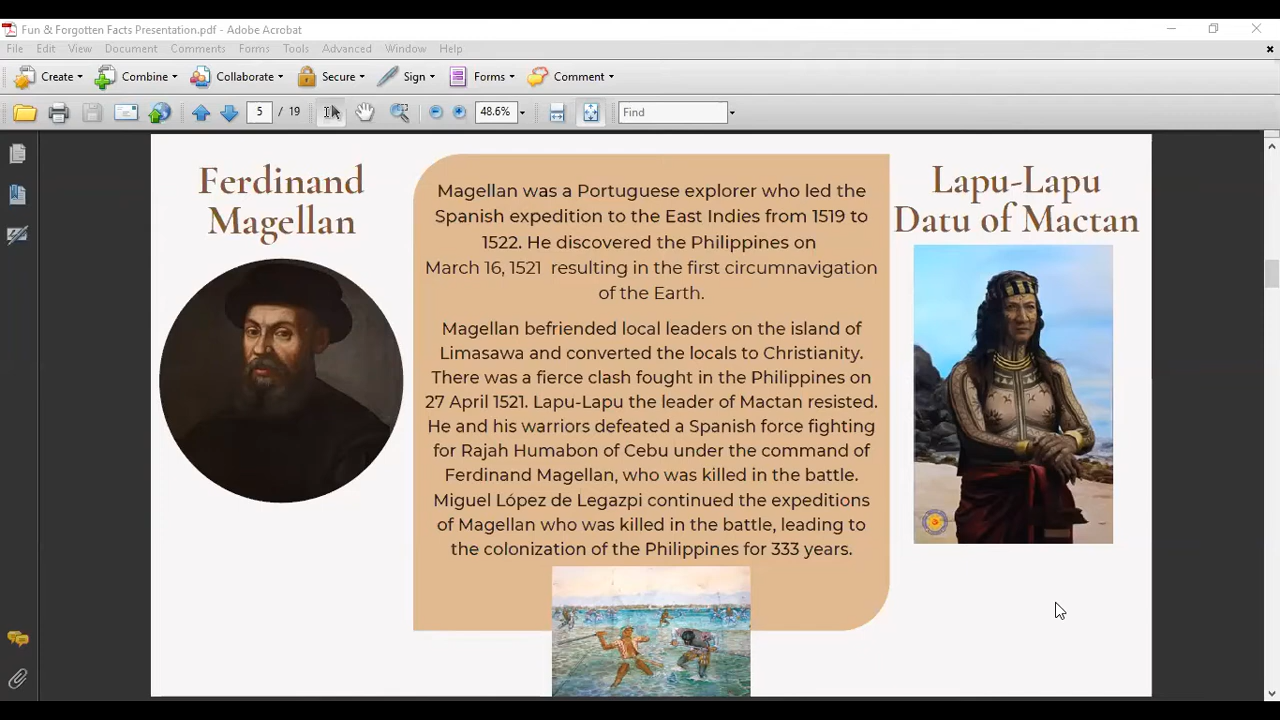 Fun & Forgotten Facts Presentation.pdf - Adobe Acrobat
File Edit View Document Comments Forms Tools Advanced Window Help
Create Combine Collaborate Secure Sign Forms Comment
5 / 19 48.6% Find
Ferdinand
Magellan
Magellan was a Portuguese explorer who led the
Spanish expedition to the East Indies from 1519 to
1522. He discovered the Philippines on
March 16, 1521 resulting in the first circumnavigation
of the Earth.
Magellan befriended local leaders on the island of
Limasawa and converted the locals to Christianity.
There was a fierce clash fought in the Philippines on
27 April 1521. Lapu-Lapu the leader of Mactan resisted.
He and his warriors defeated a Spanish force fighting
for Rajah Humabon of Cebu under the command of
Ferdinand Magellan, who was killed in the battle.
Miguel López de Legazpi continued the expeditions
of Magellan who was killed in the battle, leading to
the colonization of the Philippines for 333 years.
Lapu-Lapu
Datu of Mactan